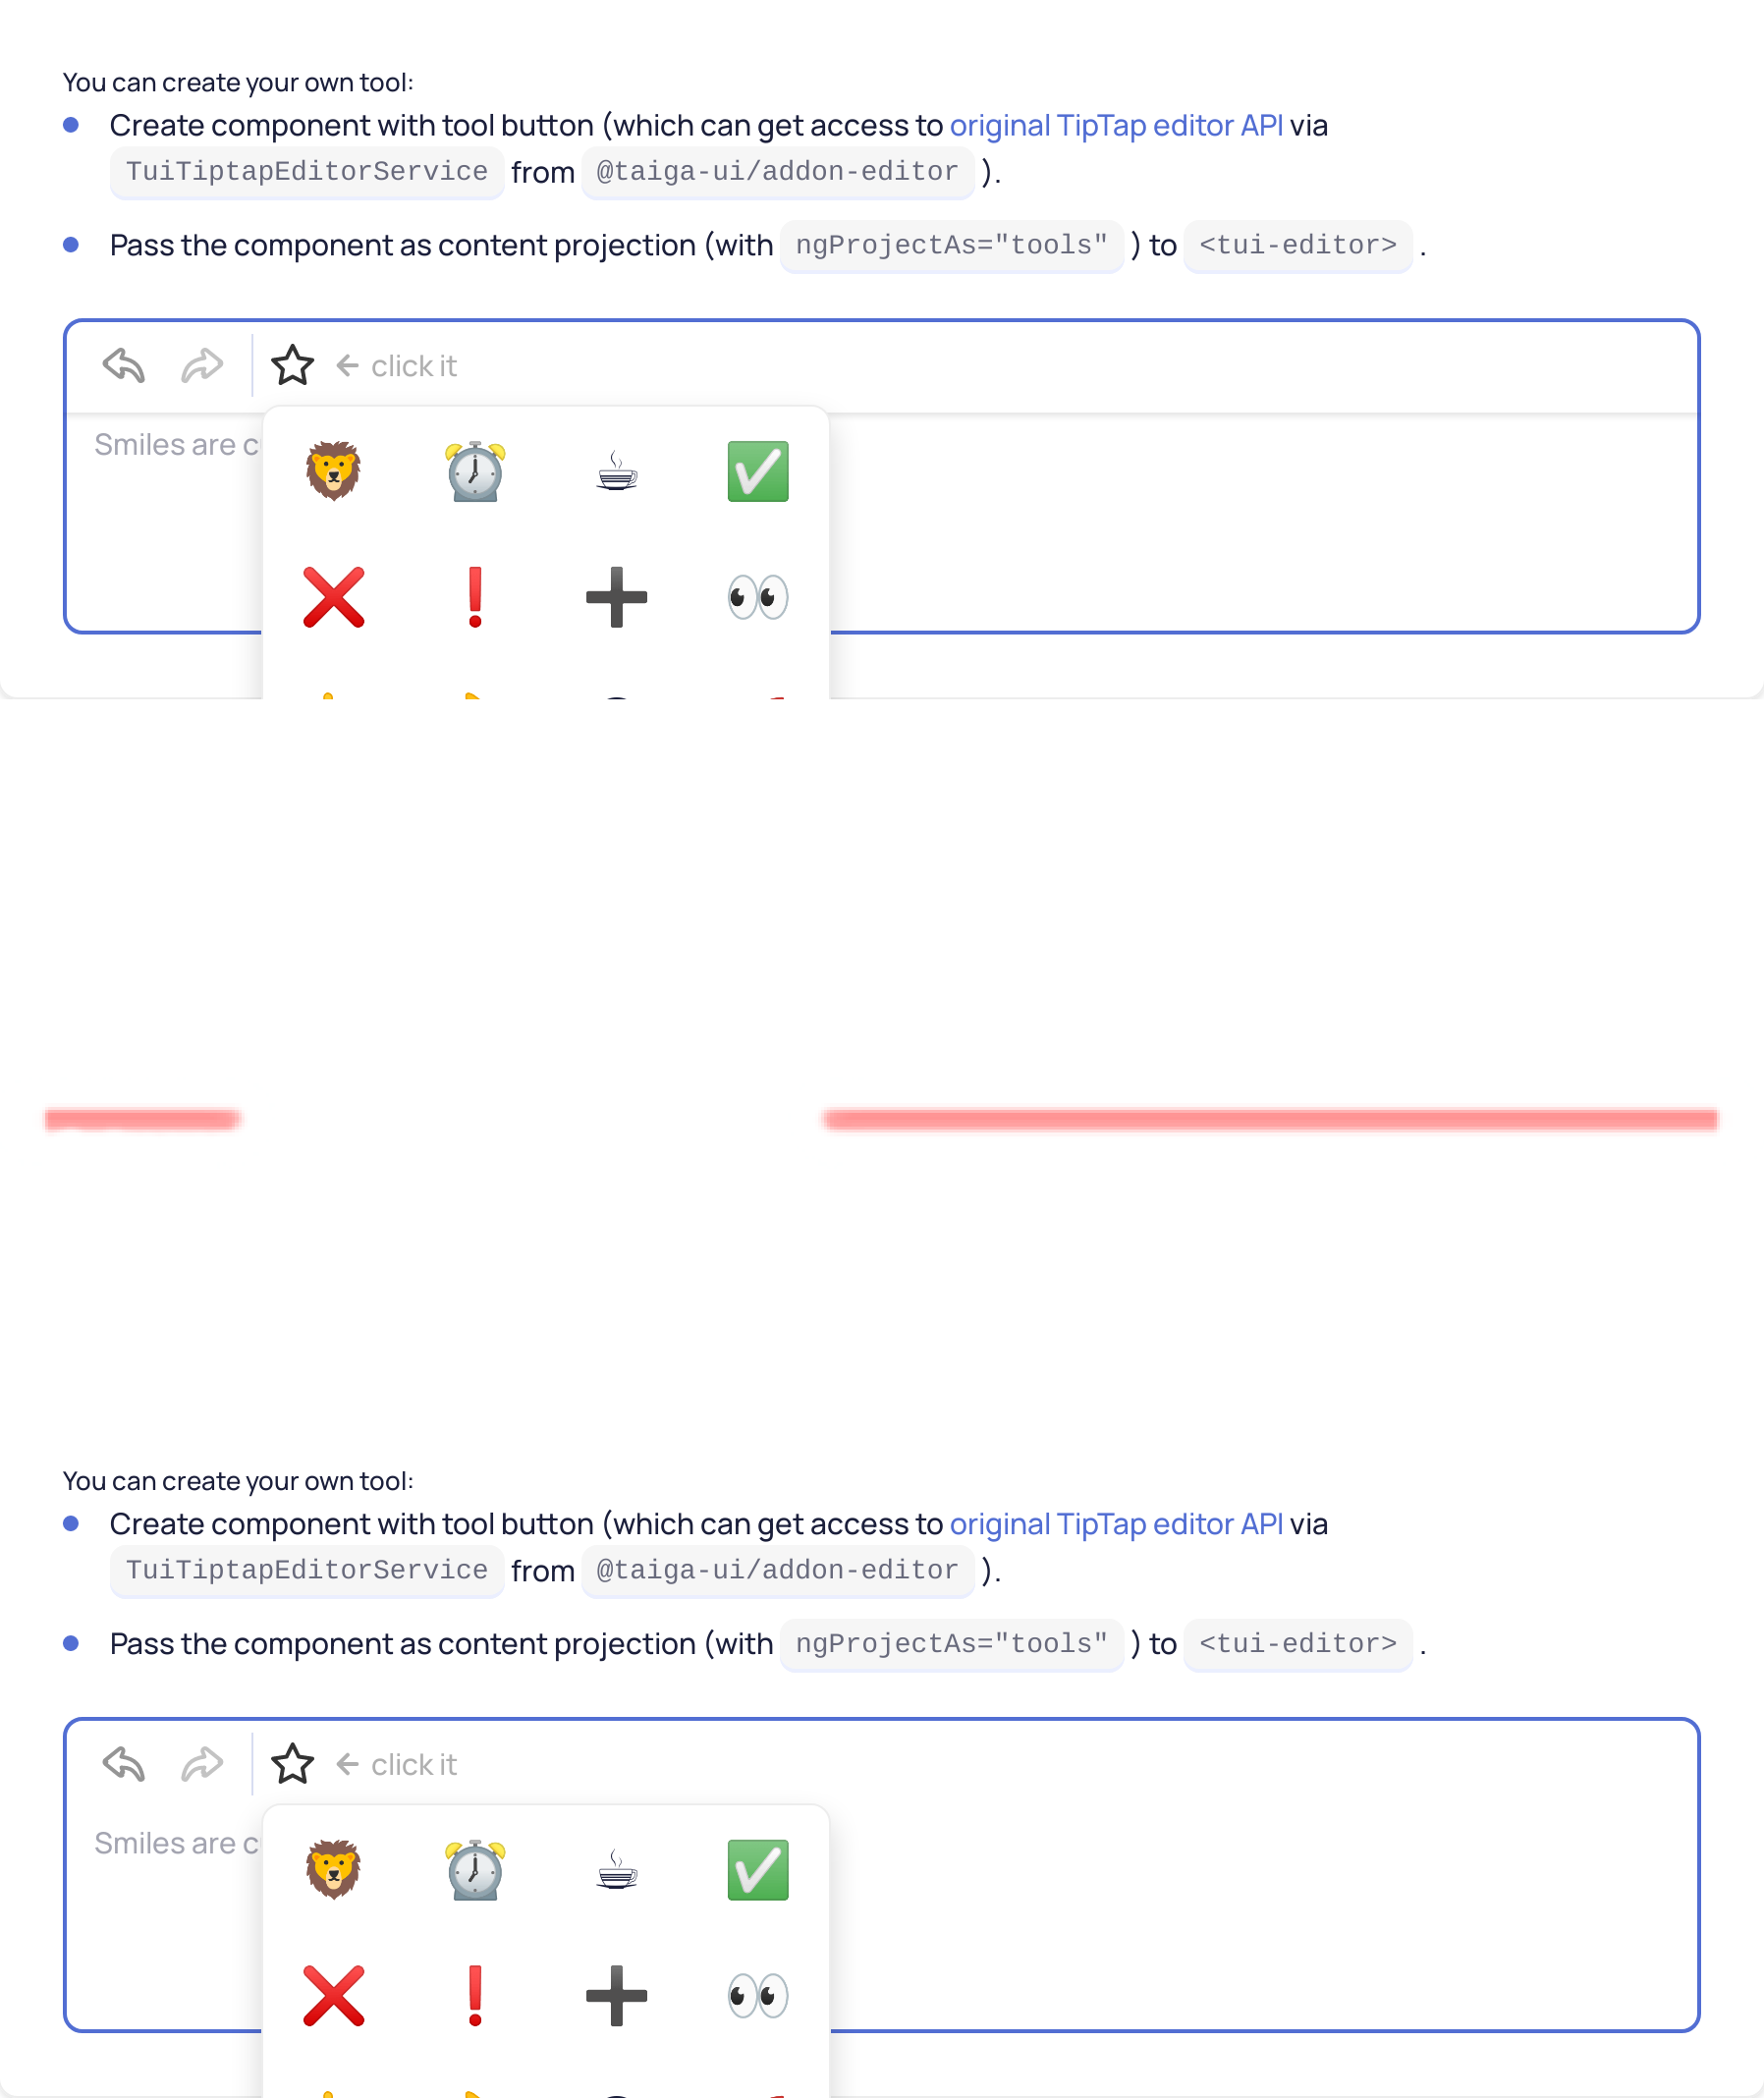 You can create your own tool:
Create component with tool button (which can get access to original TipTap editor API via
TuiTiptapEditorService from @taiga-ui/addon-editor ).
Pass the component as content projection (with ngProjectAs="tools" ) to <tui-editor> .
click it
Smiles are c
You can create your own tool:
Create component with tool button (which can get access to original TipTap editor API via
TuiTiptapEditorService from @taiga-ui/addon-editor ).
Pass the component as content projection (with ngProjectAs="tools" ) to <tui-editor> .
click it
Smiles are c